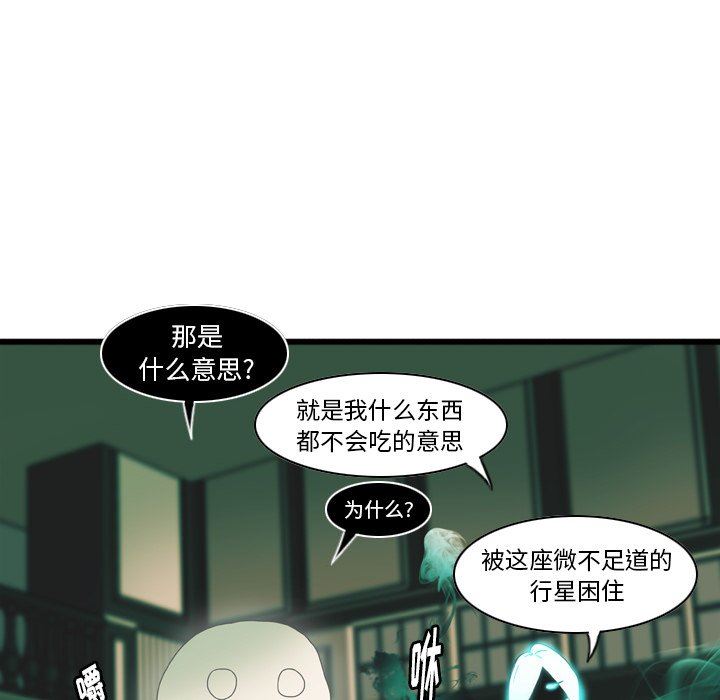 那是
什么意思?
就是我什么东西
都不会吃的意思
为什么?
被这座微不足道的
行星困住
咻
嚼